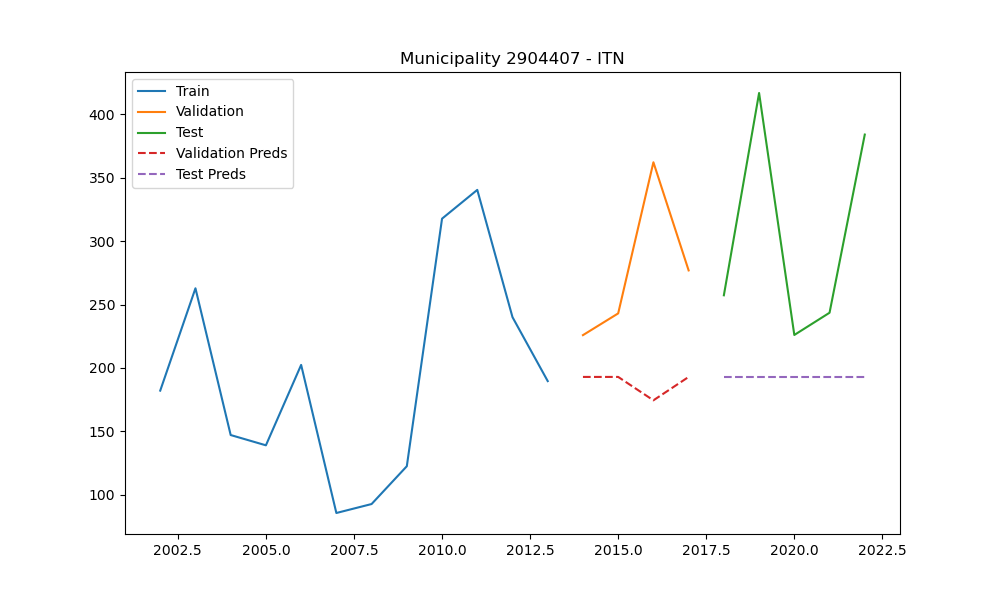 Municipality 2904407 - ITN
Train
Validation
Test
Validation Preds
Test Preds
400
350
300
250
200
150
100
2002.5 2005.0 2007.5 2010.0 2012.5 2015.0 2017.5 2020.0 2022.5